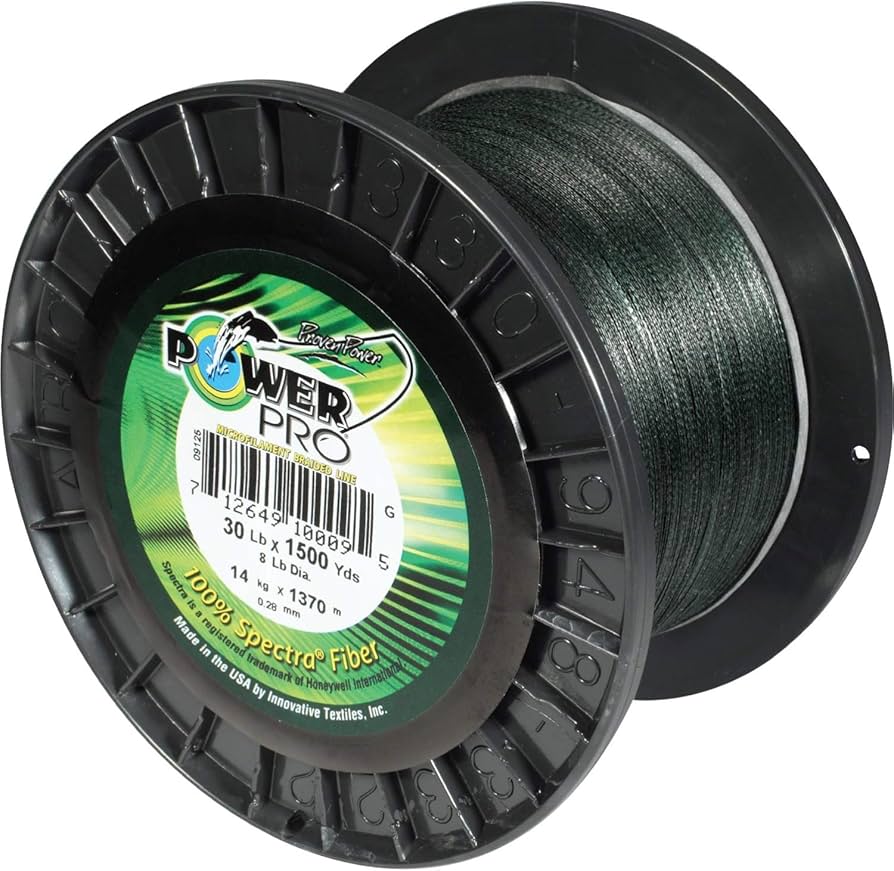 Proven Power
POWER
PRO®
MICROFILAMENT BRAIDED LINE
09126
G
7 12649 10009 5
30 Lb x 1500 Yds
8 Lb Dia.
14 kg x 1370 m
0.28 mm
100% Spectra® Fiber
Spectra is a registered trademark of Honeywell International.
Made in the USA by Innovative Textiles, Inc.